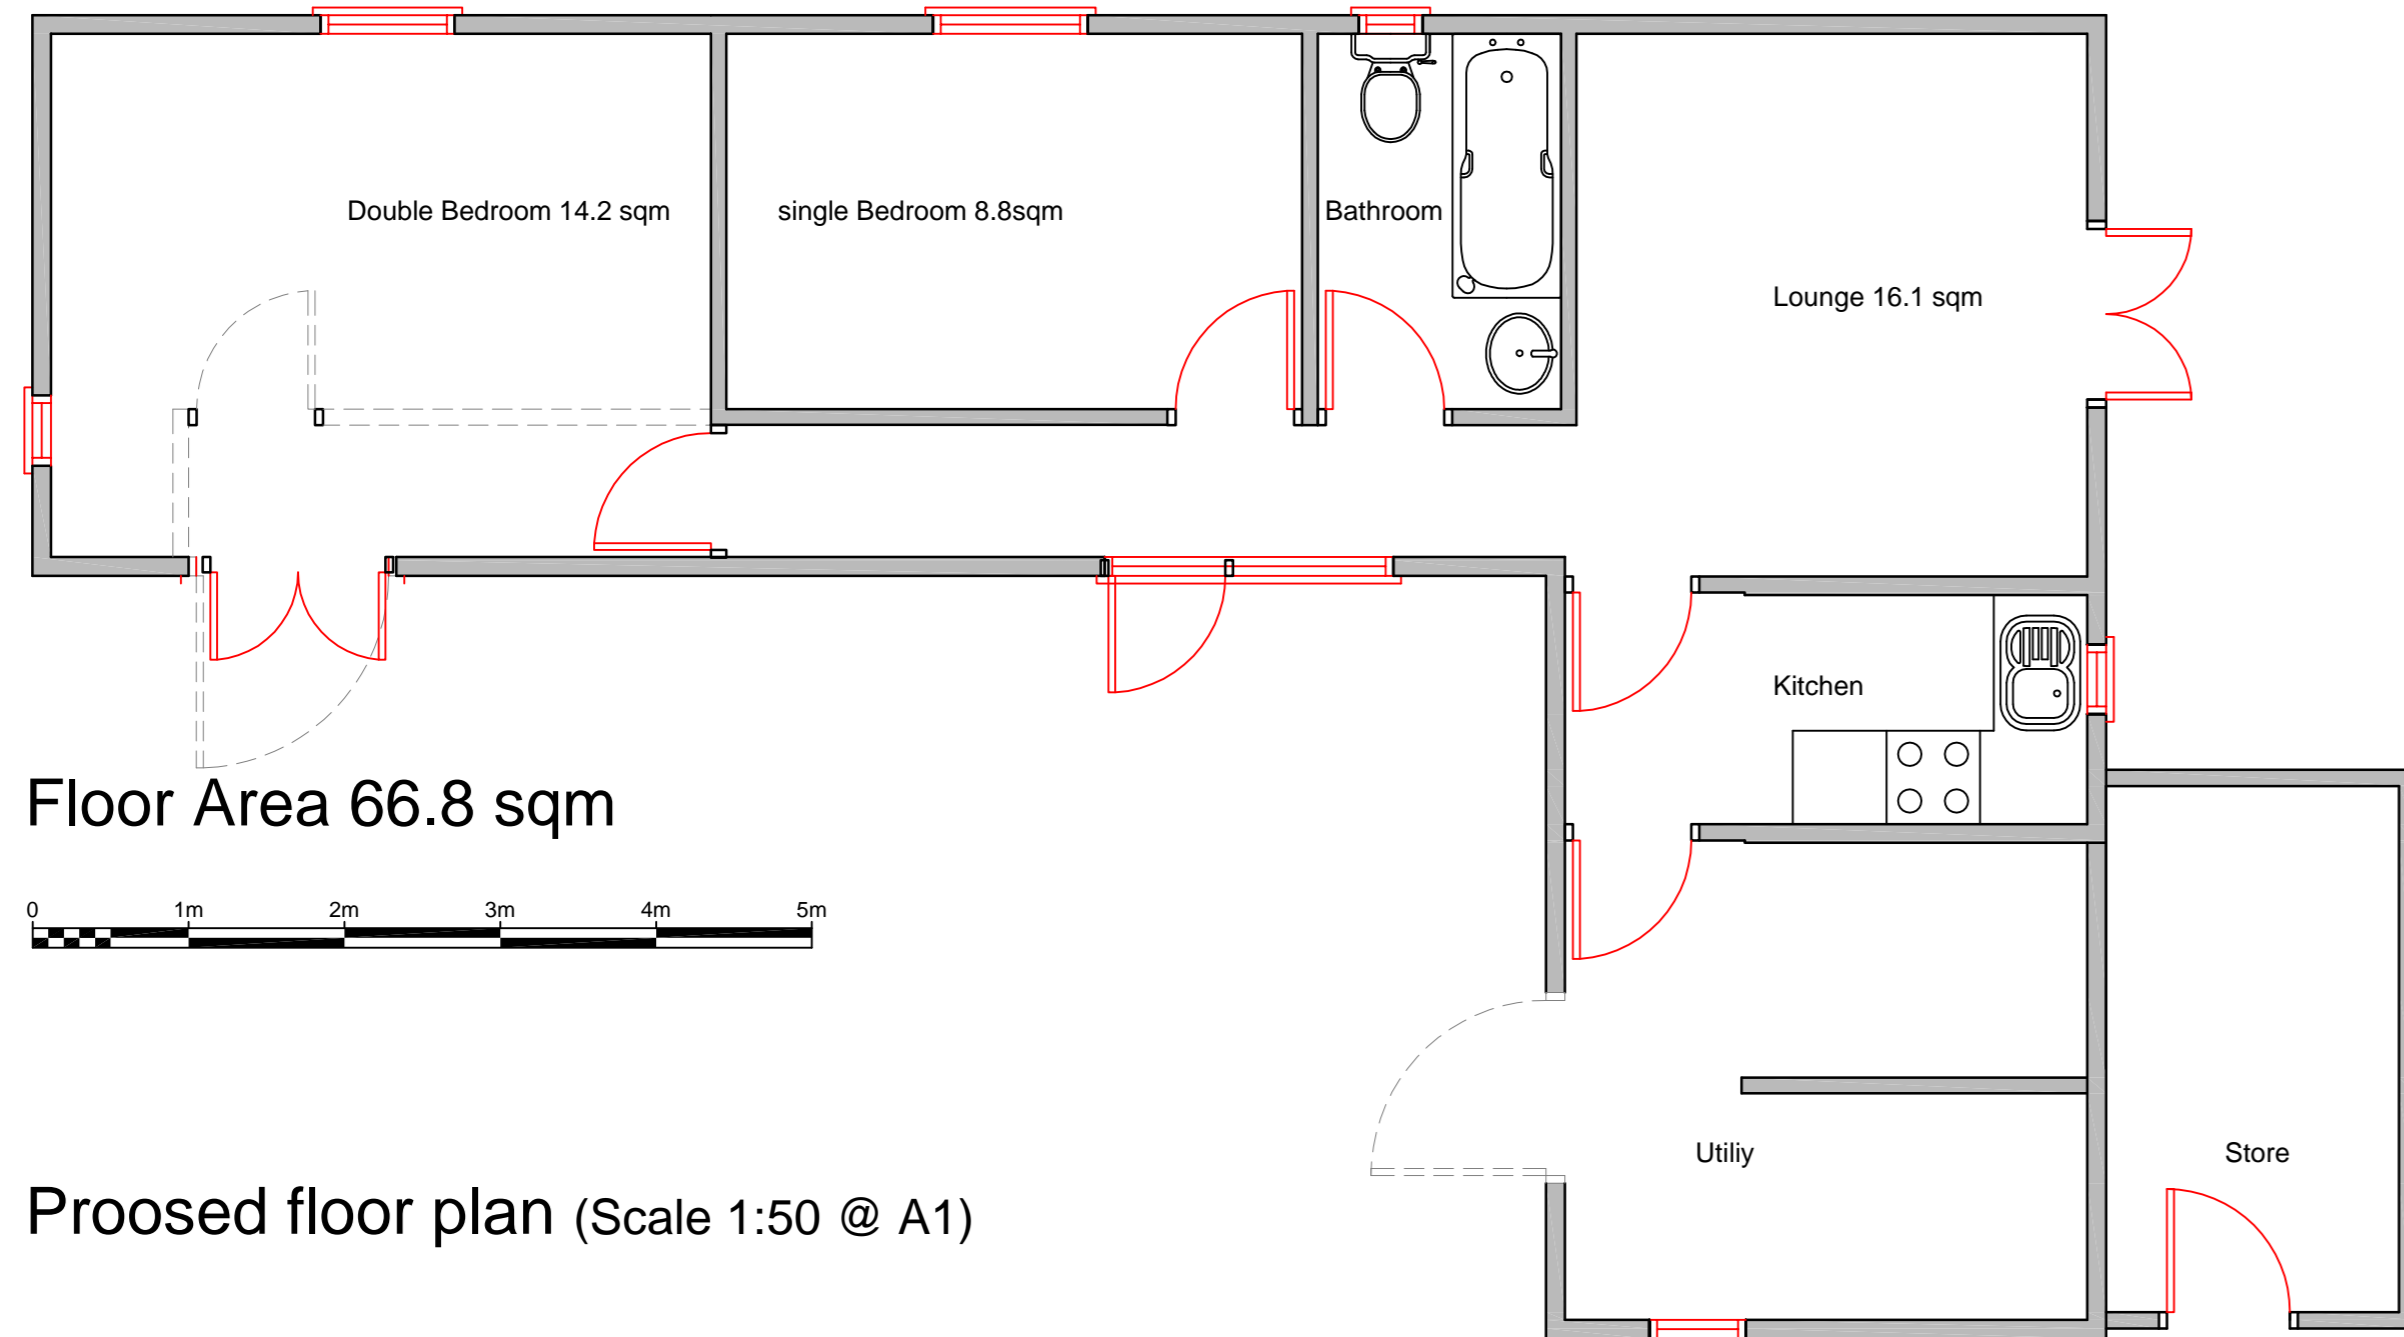 Double Bedroom 14.2 sqm
single Bedroom 8.8sqm
Bathroom
Lounge 16.1 sqm
Kitchen
Floor Area 66.8 sqm
0 1m 2m 3m 4m 5m
Utiliy
Store
Proosed floor plan (Scale 1:50 @ A1)